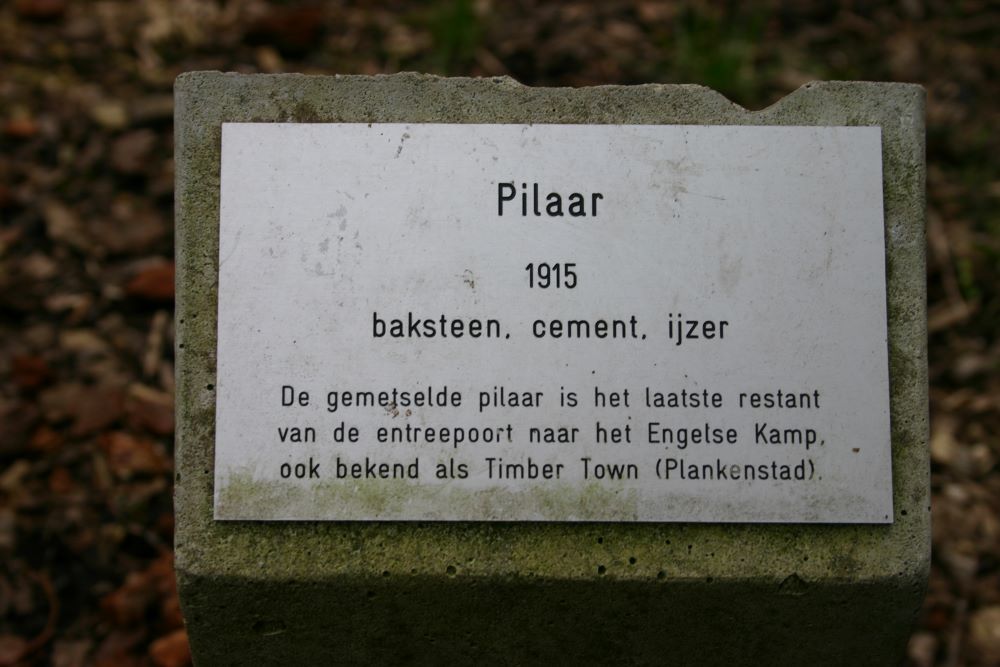 Pilaar
1915
baksteen, cement, ijzer
De gemetselde pilaar is het laatste restant
van de entreepoort naar het Engelse Kamp,
ook bekend als Timber Town (Plankenstad).